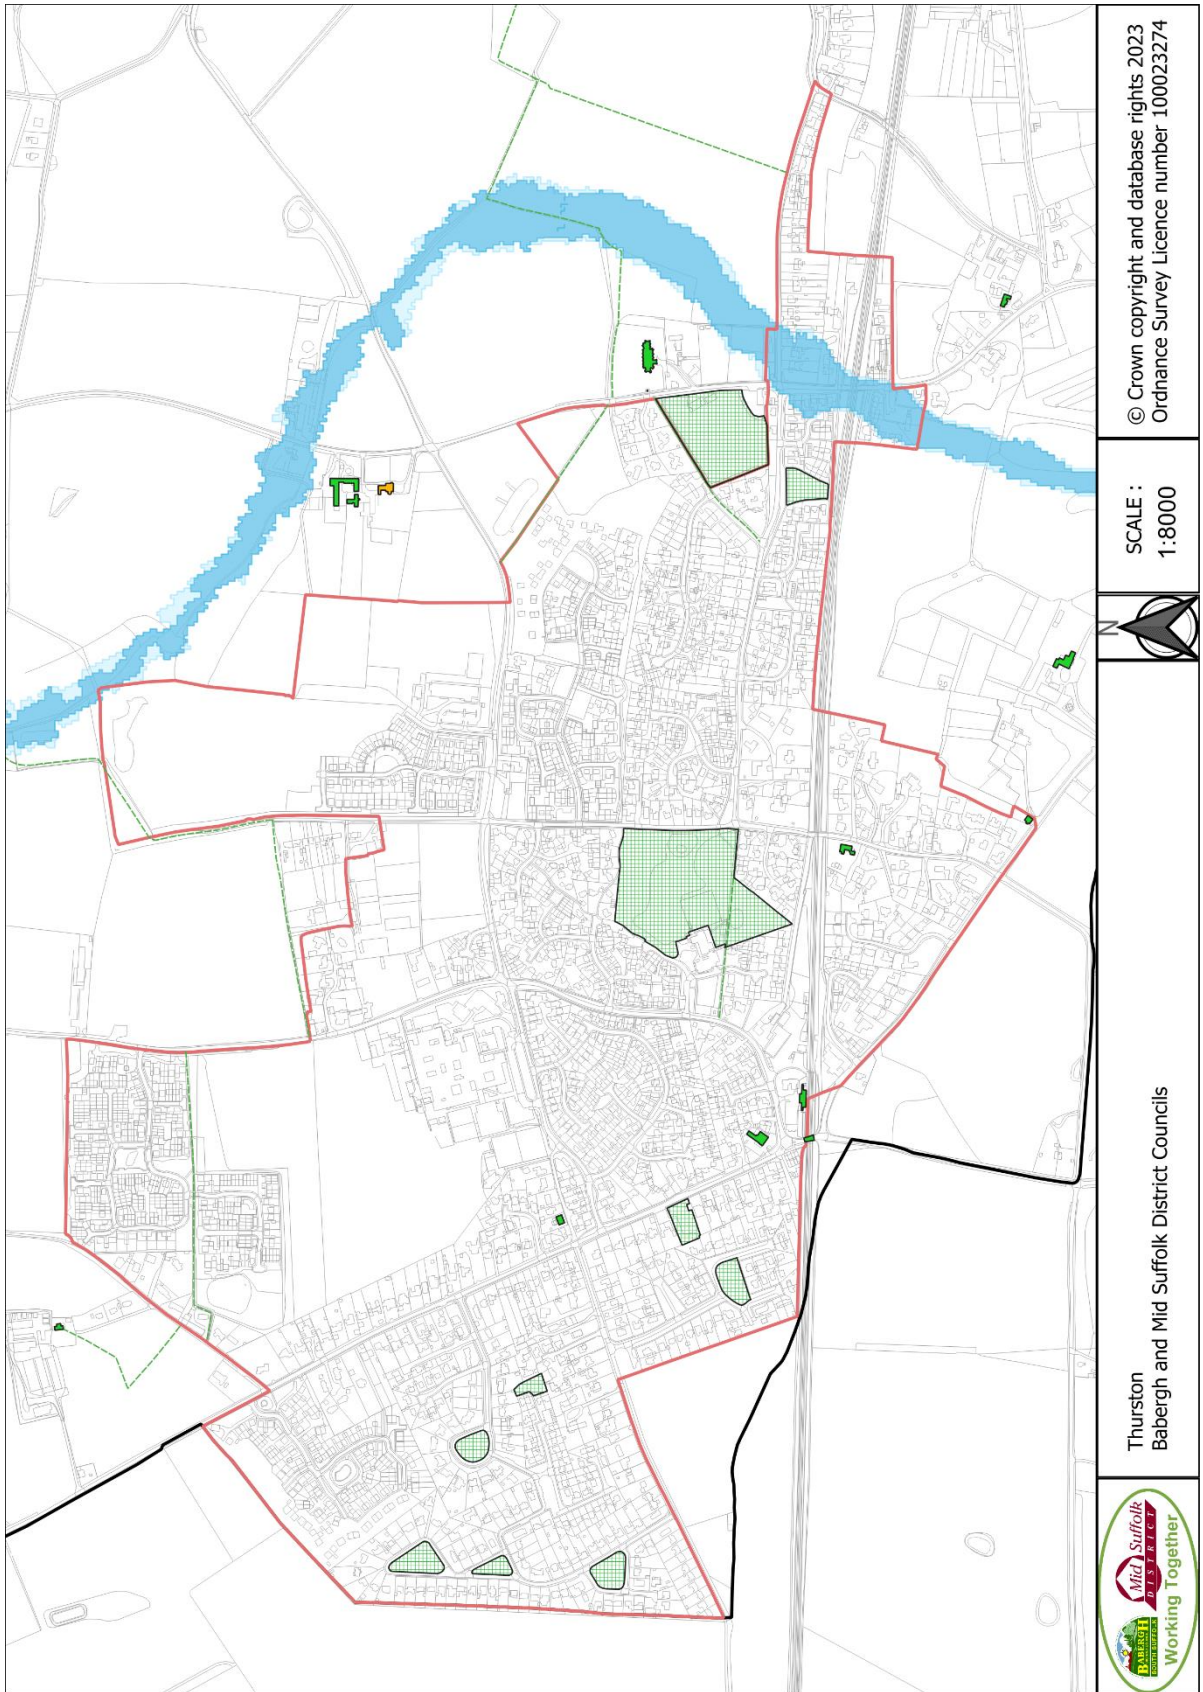 BABERGH
SOUTH SUFFOLK
Mid Suffolk
DISTRICT
Working Together
Thurston
Babergh and Mid Suffolk District Councils
N
SCALE :
1:8000
© Crown copyright and database rights 2023
Ordnance Survey Licence number 100023274